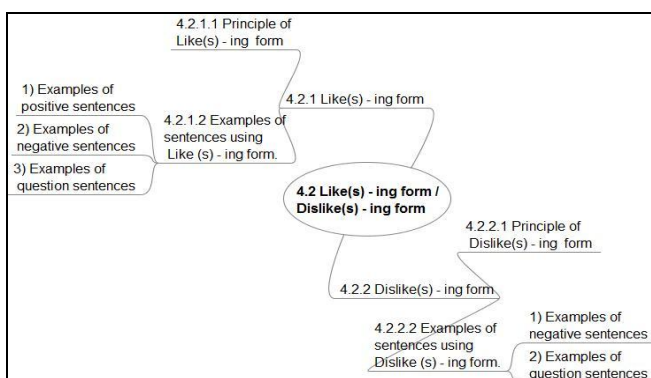 4.2.1.1 Principle of
Like(s) - ing form
4.2.1 Like(s) - ing form
1) Examples of
positive sentences
2) Examples of
negative sentences
3) Examples of
question sentences
4.2.1.2 Examples of
sentences using
Like (s) - ing form.
4.2 Like(s) - ing form /
Dislike(s) - ing form
4.2.2.1 Principle of
Dislike(s) - ing form
4.2.2 Dislike(s) - ing form
4.2.2.2 Examples of
sentences using
Dislike (s) - ing form.
1) Examples of
negative sentences
2) Examples of
question sentences